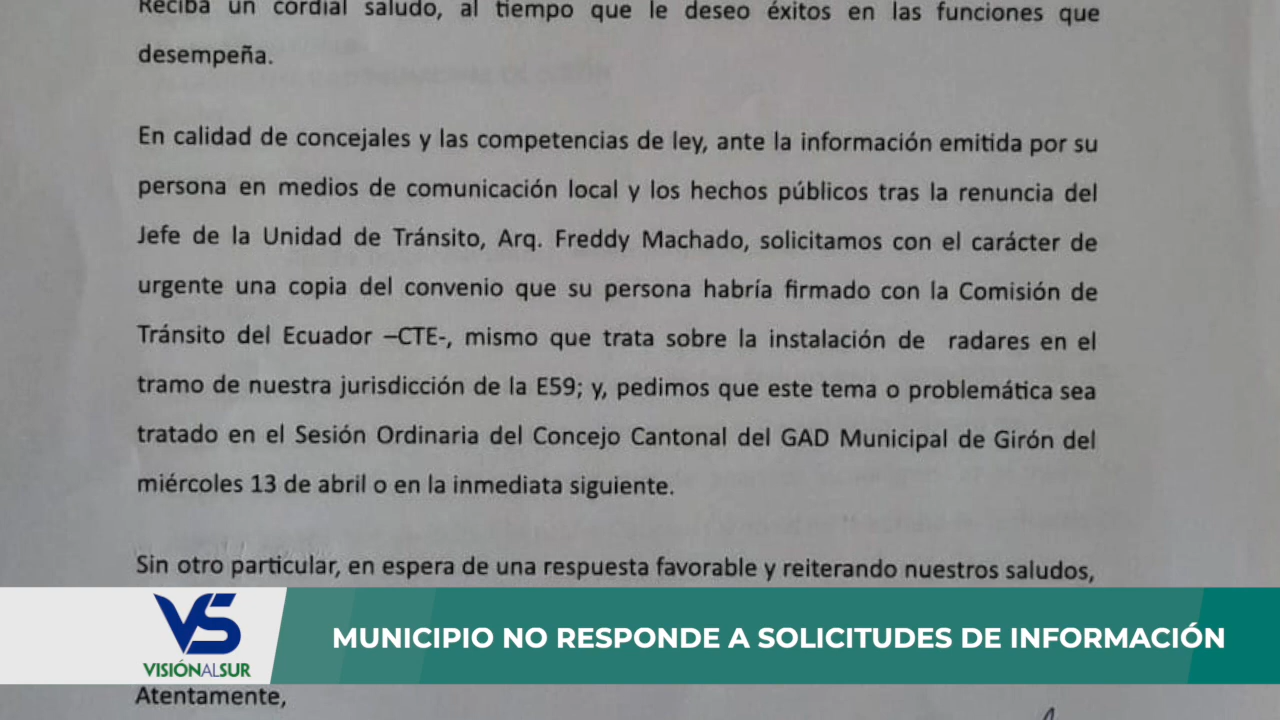 Reciba un cordial saludo, al tiempo que le deseo éxitos en las funciones que
desempeña.
En calidad de concejales y las competencias de ley, ante la información emitida por su
persona en medios de comunicación local y los hechos públicos tras la renuncia del
Jefe de la Unidad de Tránsito, Arq. Freddy Machado, solicitamos con el carácter de
urgente una copia del convenio que su persona habría firmado con la Comisión de
Tránsito del Ecuador –CTE-, mismo que trata sobre la instalación de radares en el
tramo de nuestra jurisdicción de la E59; y, pedimos que este tema o problemática sea
tratado en el Sesión Ordinaria del Concejo Cantonal del GAD Municipal de Girón del
miércoles 13 de abril o en la inmediata siguiente.
Sin otro particular, en espera de una respuesta favorable y reiterando nuestros saludos,
VS
VISIÓNALSUR
MUNICIPIO NO RESPONDE A SOLICITUDES DE INFORMACIÓN
Atentamente,